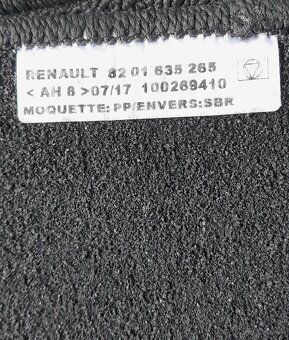 RENAULT 82 01 635 265
< AH 6 >07/17 100269410
MOQUETTE: PP/ENVERS: SBR